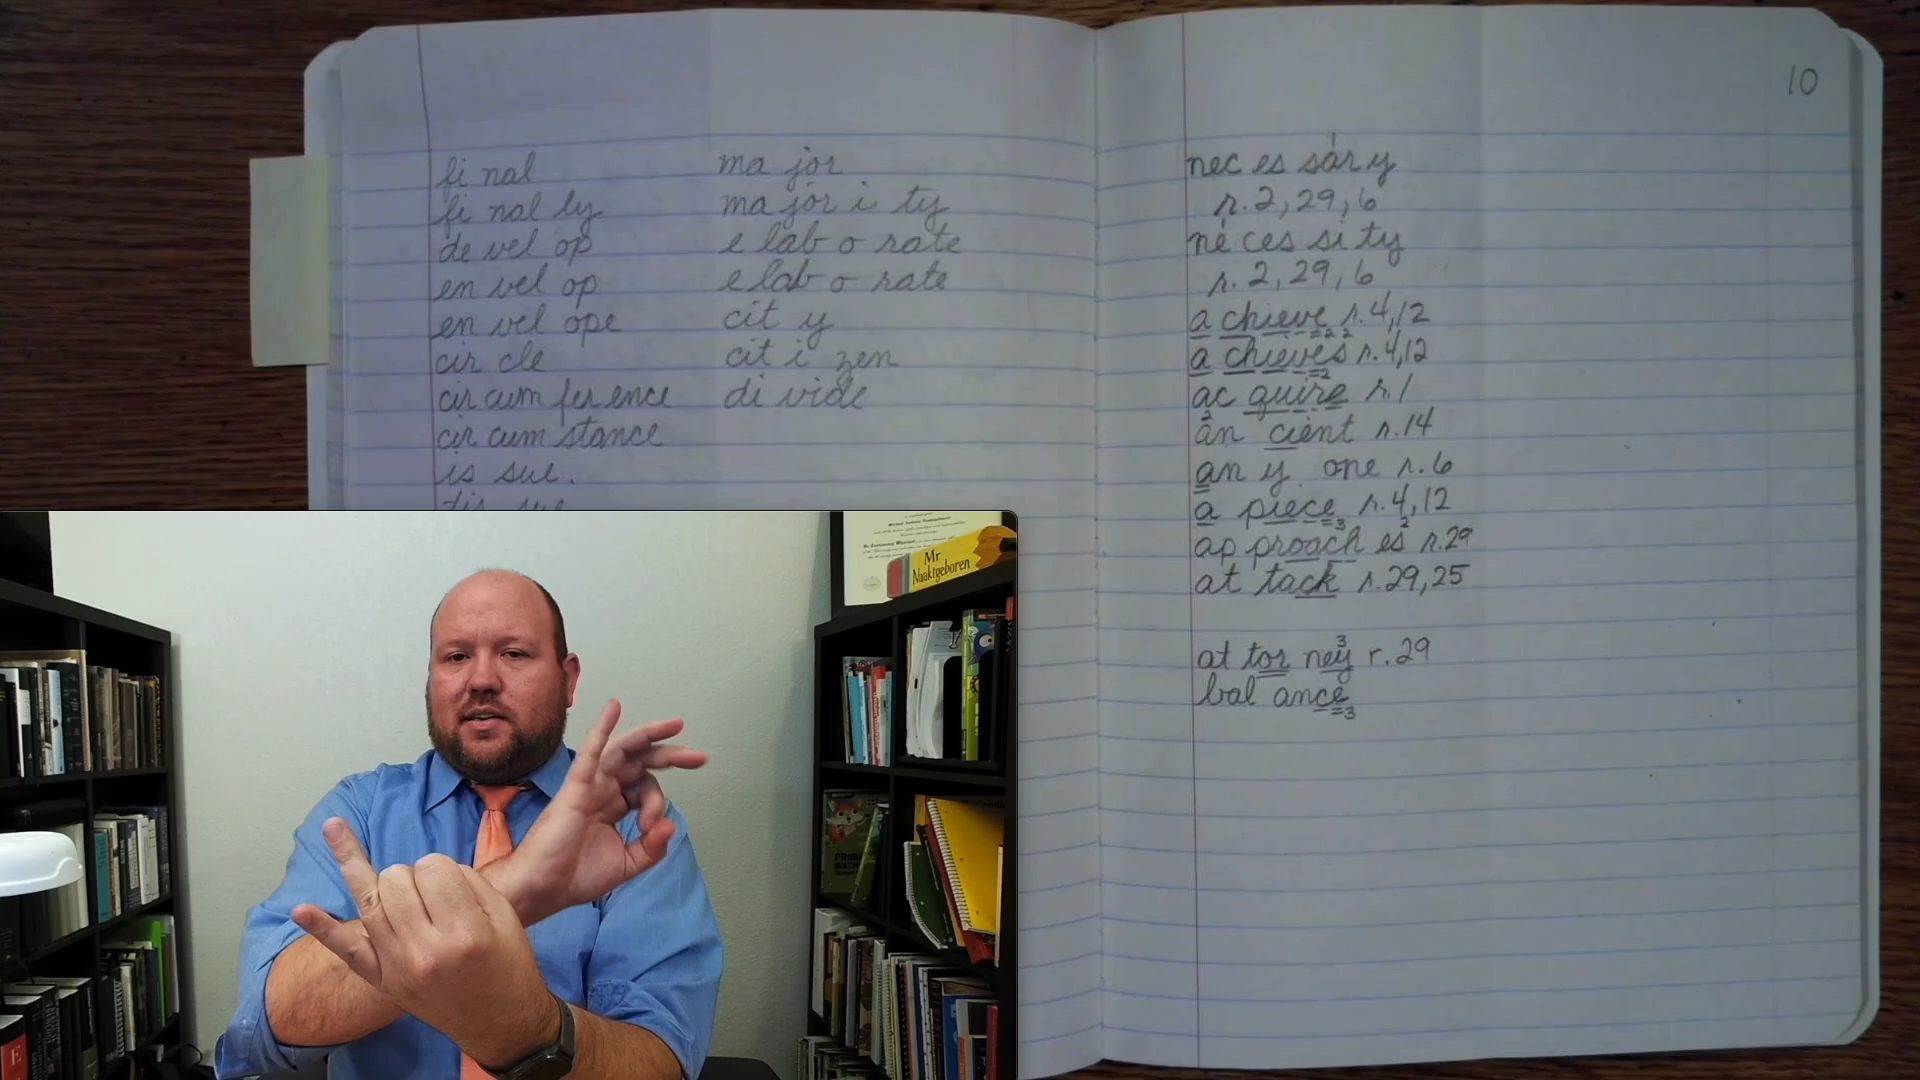 10
fi nal
fi nal ly
de vel op
en vel op
en vel ope
cir cle
cir cum fer ence
cir cum stance
is sue.
tis sue
ma jor
ma jor i ty
e lab o rate
e lab o rate
cit y
cit i zen
di vide
nec es sar y
r. 2, 29, 6
ne ces si ty
r. 2, 29, 6
a chieve r. 4, 12
a chieves r. 4, 12
ac quire r. 1
an cient r. 14
an y one r. 6
a piece r. 4, 12
ap proach es r. 29
at tack r. 29, 25
at tor ney r. 29
bal ance
Mr
Naaktgeboren